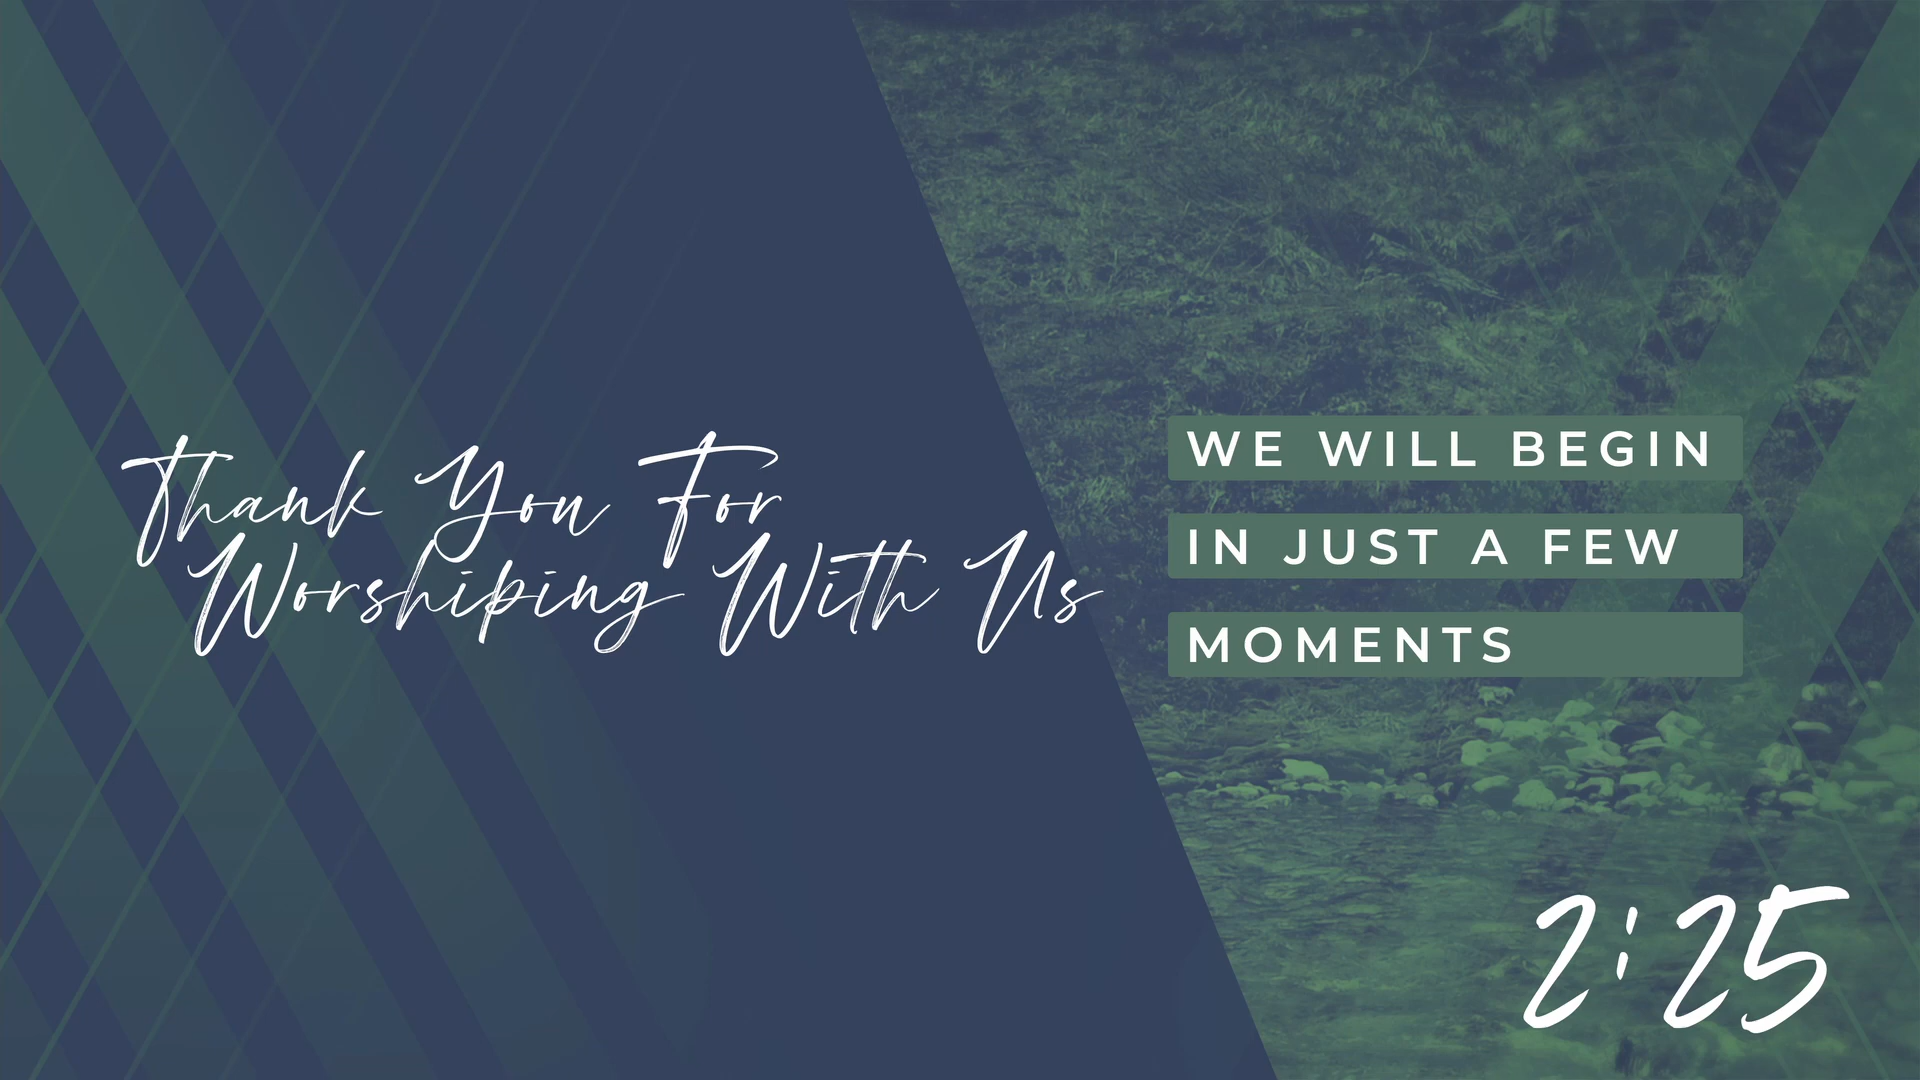 Thank You For
Worshiping With Us
WE WILL BEGIN
IN JUST A FEW
MOMENTS
2:25